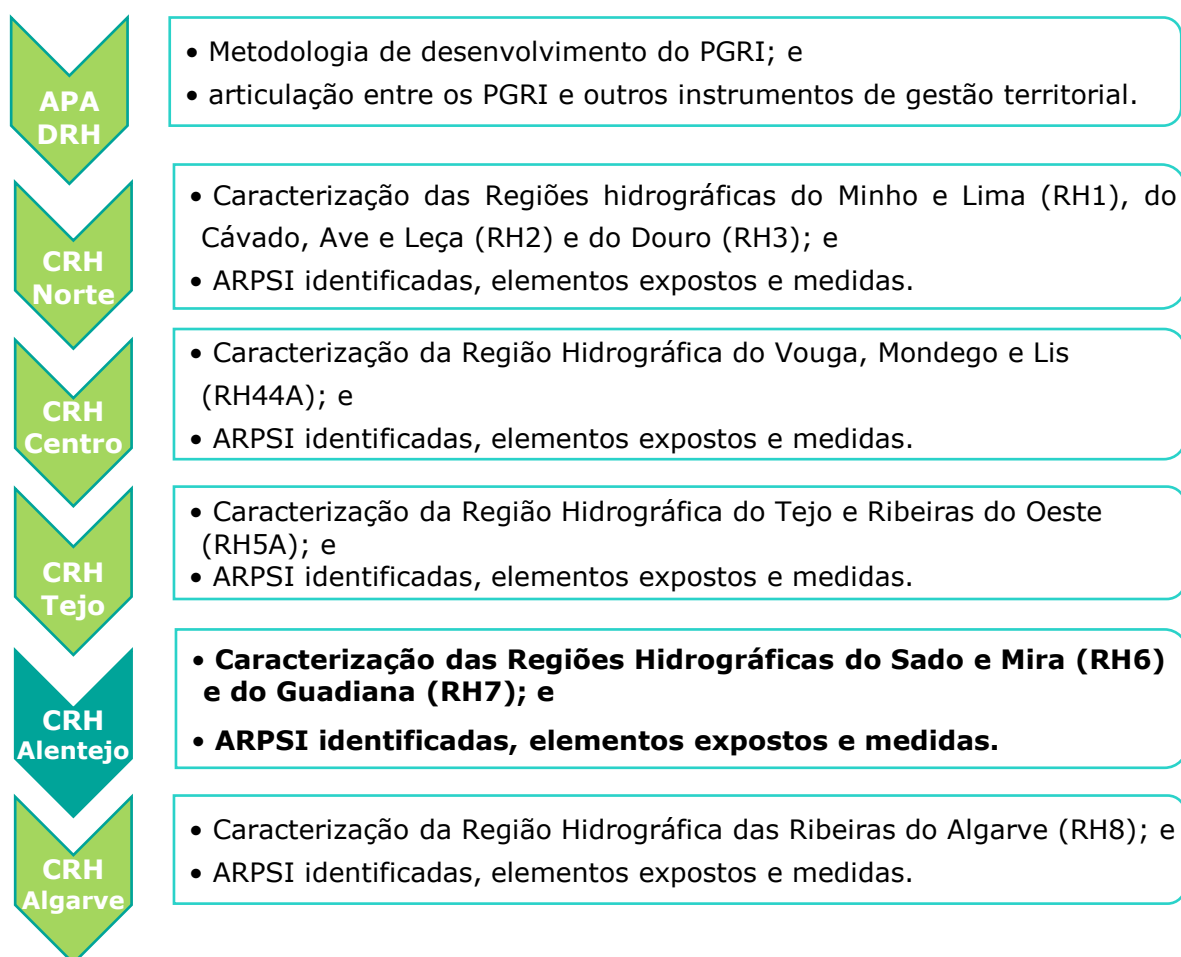 APA
DRH
• Metodologia de desenvolvimento do PGRI; e
• articulação entre os PGRI e outros instrumentos de gestão territorial.
CRH
Norte
• Caracterização das Regiões hidrográficas do Minho e Lima (RH1), do
Cávado, Ave e Leça (RH2) e do Douro (RH3); e
• ARPSI identificadas, elementos expostos e medidas.
CRH
Centro
• Caracterização da Região Hidrográfica do Vouga, Mondego e Lis
(RH44A); e
• ARPSI identificadas, elementos expostos e medidas.
CRH
Tejo
• Caracterização da Região Hidrográfica do Tejo e Ribeiras do Oeste
(RH5A); e
• ARPSI identificadas, elementos expostos e medidas.
CRH
Alentejo
• Caracterização das Regiões Hidrográficas do Sado e Mira (RH6)
e do Guadiana (RH7); e
• ARPSI identificadas, elementos expostos e medidas.
CRH
Algarve
• Caracterização da Região Hidrográfica das Ribeiras do Algarve (RH8); e
• ARPSI identificadas, elementos expostos e medidas.